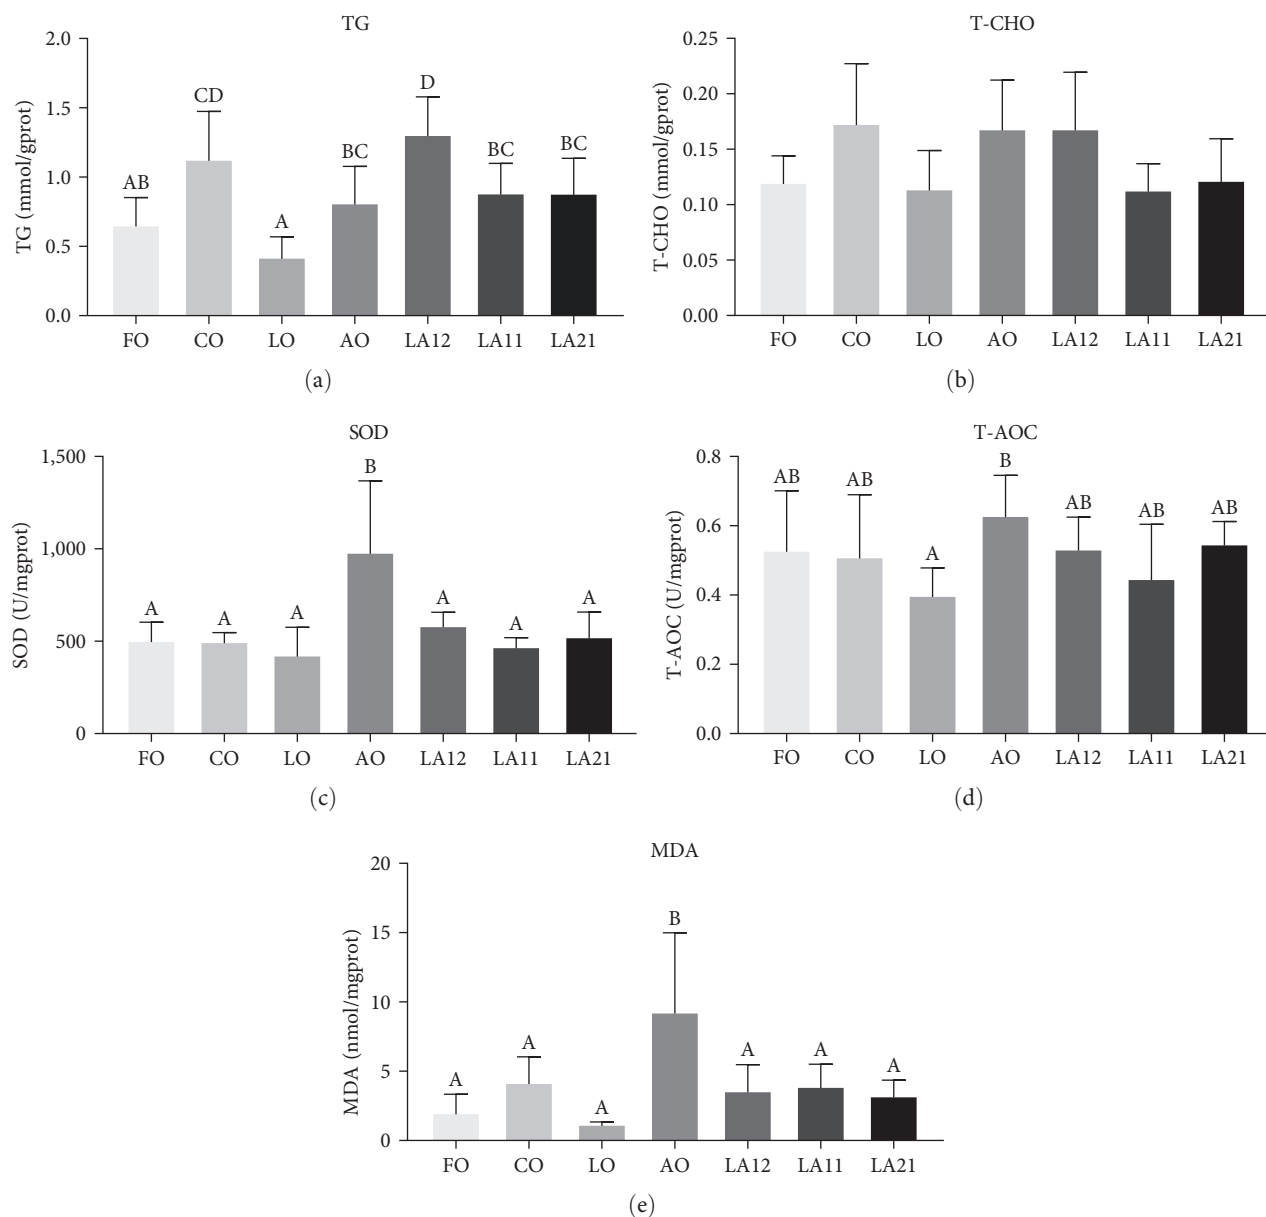 TG
TG (mmol/gprot)
2.0
1.5
1.0
0.5
0.0
AB
CD
A
BC
D
BC
BC
FO CO LO AO LA12 LA11 LA21
(a)
T-CHO
T-CHO (mmol/gprot)
0.25
0.20
0.15
0.10
0.05
0.00
FO CO LO AO LA12 LA11 LA21
(b)
SOD
SOD (U/mgprot)
1,500
1,000
500
0
A
A
A
B
A
A
A
FO CO LO AO LA12 LA11 LA21
(c)
T-AOC
T-AOC (U/mgprot)
0.8
0.6
0.4
0.2
0.0
AB
AB
A
B
AB
AB
AB
FO CO LO AO LA12 LA11 LA21
(d)
MDA
MDA (nmol/mgprot)
20
15
10
5
0
A
A
A
B
A
A
A
FO CO LO AO LA12 LA11 LA21
(e)